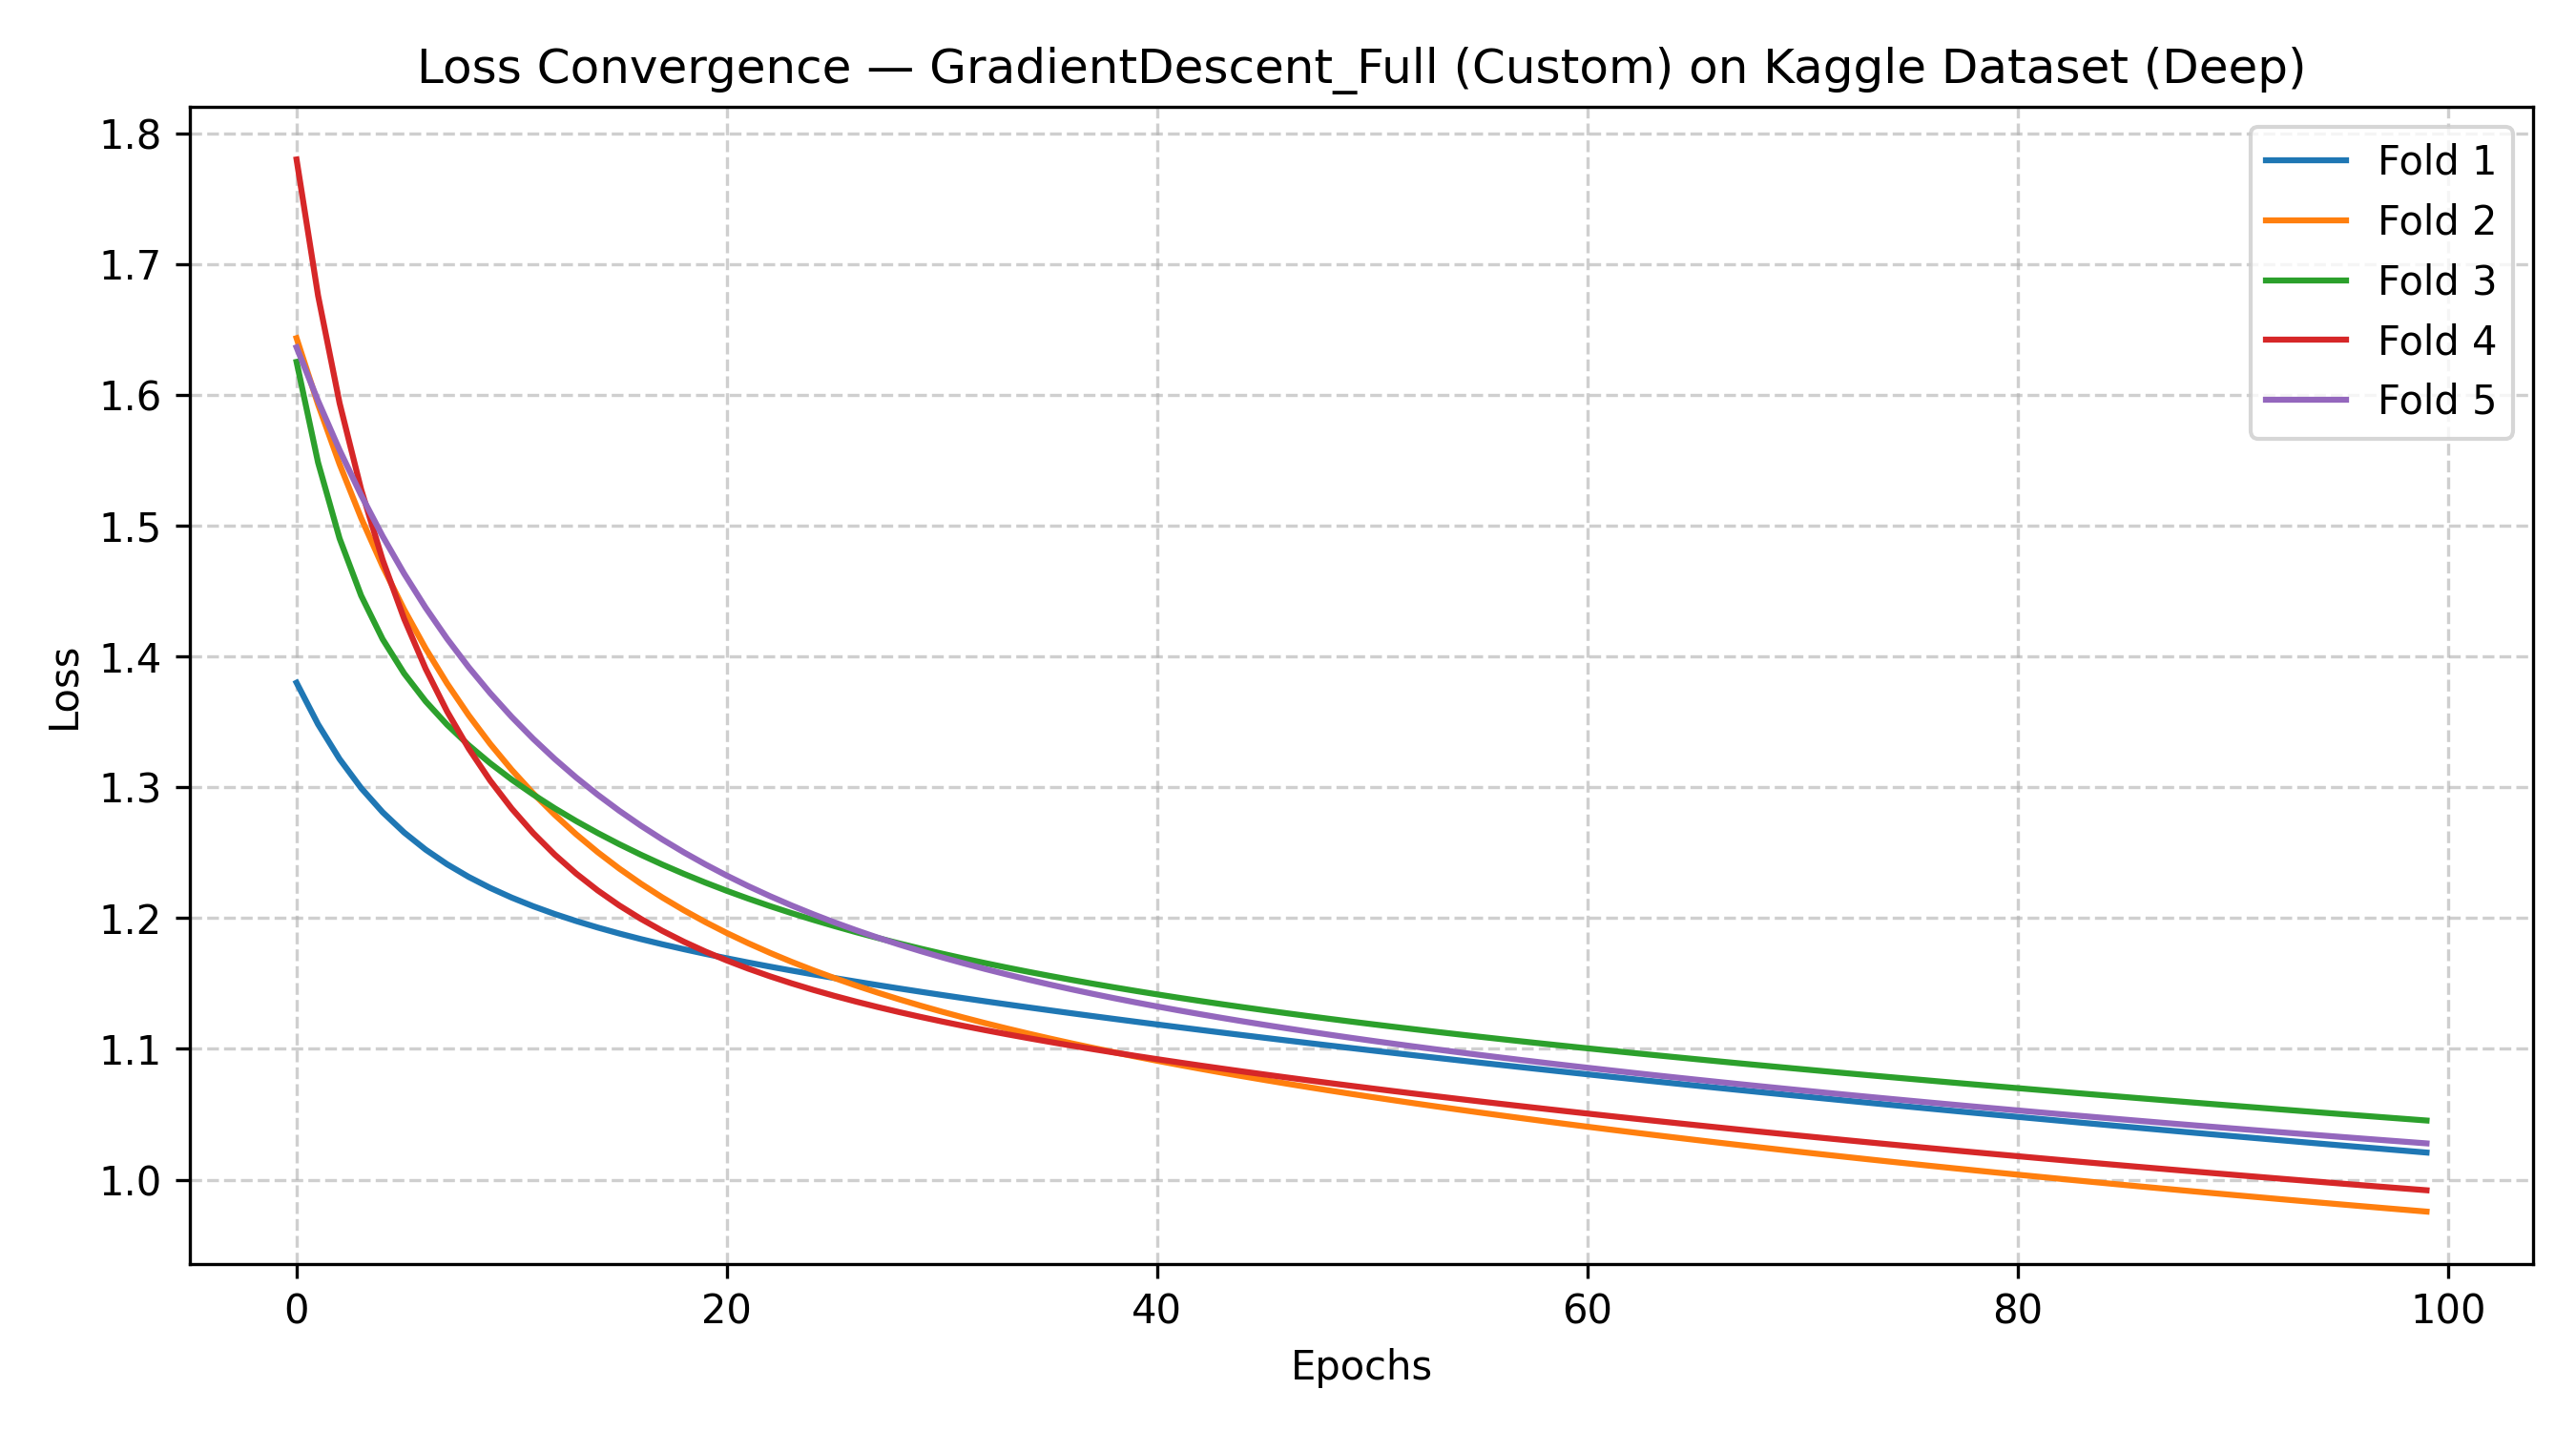 Loss Convergence — GradientDescent_Full (Custom) on Kaggle Dataset (Deep)
Fold 1
Fold 2
Fold 3
Fold 4
Fold 5
Loss
1.8
1.7
1.6
1.5
1.4
1.3
1.2
1.1
1.0
0 20 40 60 80 100
Epochs